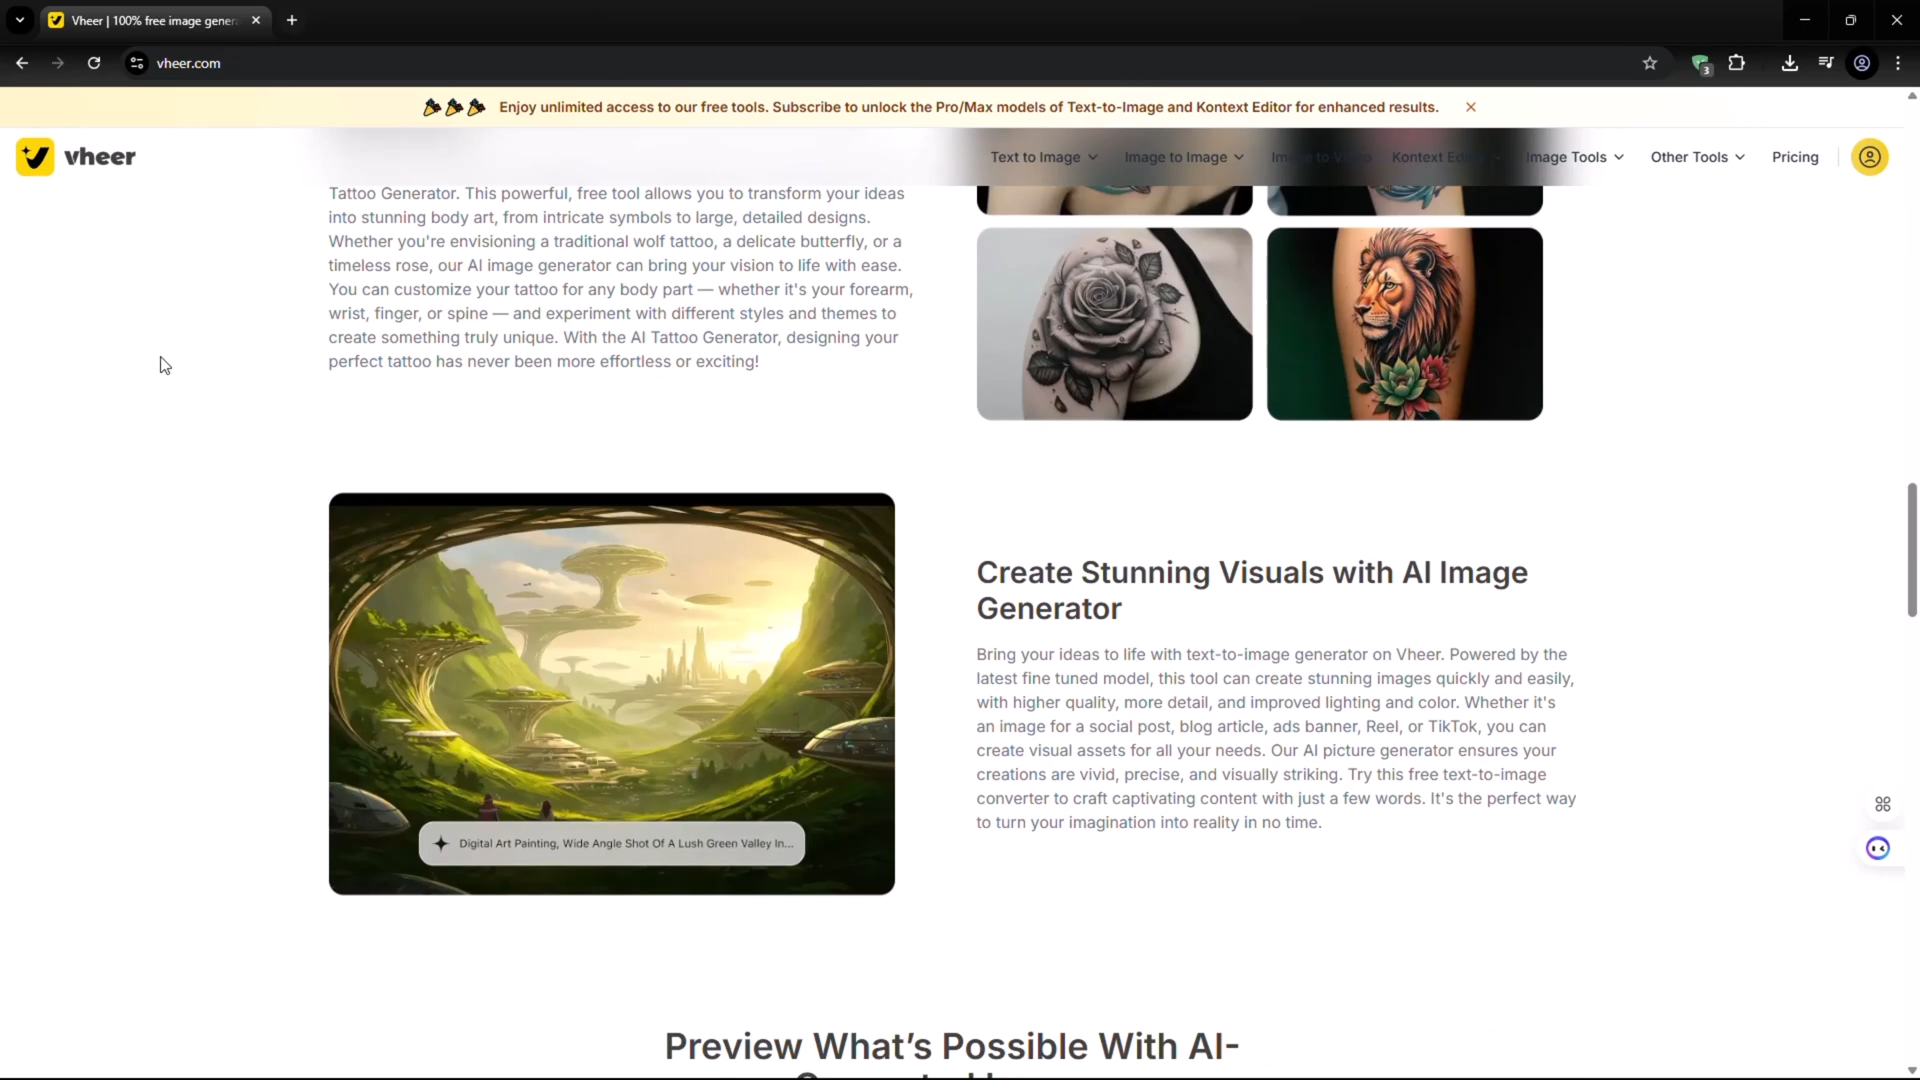 Vheer | 100% free image gener
vheer.com
3
Enjoy unlimited access to our free tools. Subscribe to unlock the Pro/Max models of Text-to-Image and Kontext Editor for enhanced results.
vheer
Text to Image
Image to Image
Image to Video
Kontext Editor
Image Tools
Other Tools
Pricing
Tattoo Generator. This powerful, free tool allows you to transform your ideas
into stunning body art, from intricate symbols to large, detailed designs.
Whether you're envisioning a traditional wolf tattoo, a delicate butterfly, or a
timeless rose, our AI image generator can bring your vision to life with ease.
You can customize your tattoo for any body part — whether it's your forearm,
wrist, finger, or spine — and experiment with different styles and themes to
create something truly unique. With the AI Tattoo Generator, designing your
perfect tattoo has never been more effortless or exciting!
Digital Art Painting, Wide Angle Shot Of A Lush Green Valley In...
Create Stunning Visuals with AI Image
Generator
Bring your ideas to life with text-to-image generator on Vheer. Powered by the
latest fine tuned model, this tool can create stunning images quickly and easily,
with higher quality, more detail, and improved lighting and color. Whether it's
an image for a social post, blog article, ads banner, Reel, or TikTok, you can
create visual assets for all your needs. Our AI picture generator ensures your
creations are vivid, precise, and visually striking. Try this free text-to-image
converter to craft captivating content with just a few words. It's the perfect way
to turn your imagination into reality in no time.
Preview What's Possible With AI-